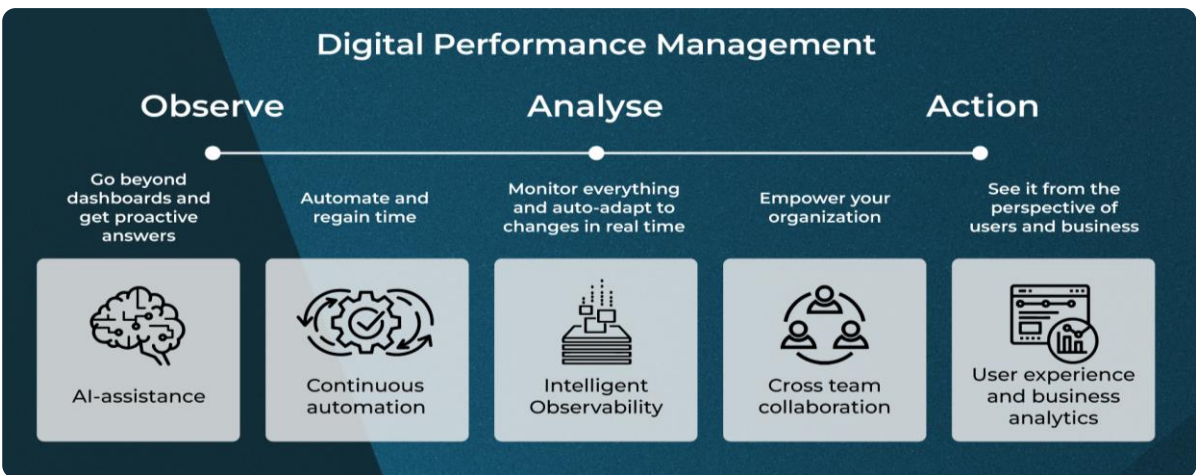 Digital Performance Management
Observe
Analyse
Action
Go beyond
dashboards and
get proactive
answers
Automate and
regain time
Monitor everything
and auto-adapt to
changes in real time
Empower your
organization
See it from the
perspective of
users and business
AI-assistance
Continuous
automation
Intelligent
Observability
Cross team
collaboration
User experience
and business
analytics